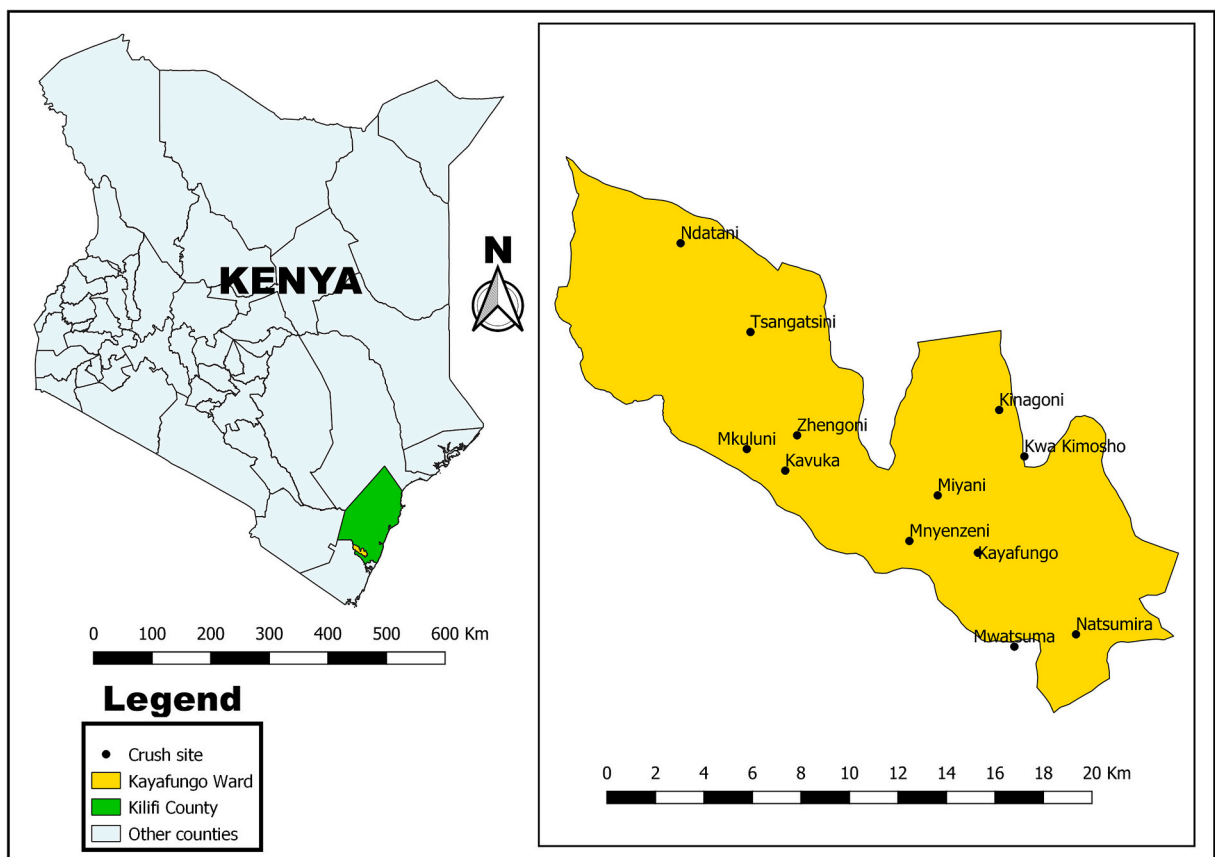 KENYA
N
0 100 200 300 400 500 600 Km
Legend
Crush site
Kayafungo Ward
Kilifi County
Other counties
Ndatani
Tsangatsini
Kinagoni
Zhengoni
Mkuluni
Kwa Kimosho
Kavuka
Miyani
Mnyenzeni
Kayafungo
Natsumira
Mwatsuma
0 2 4 6 8 10 12 14 16 18 20 Km